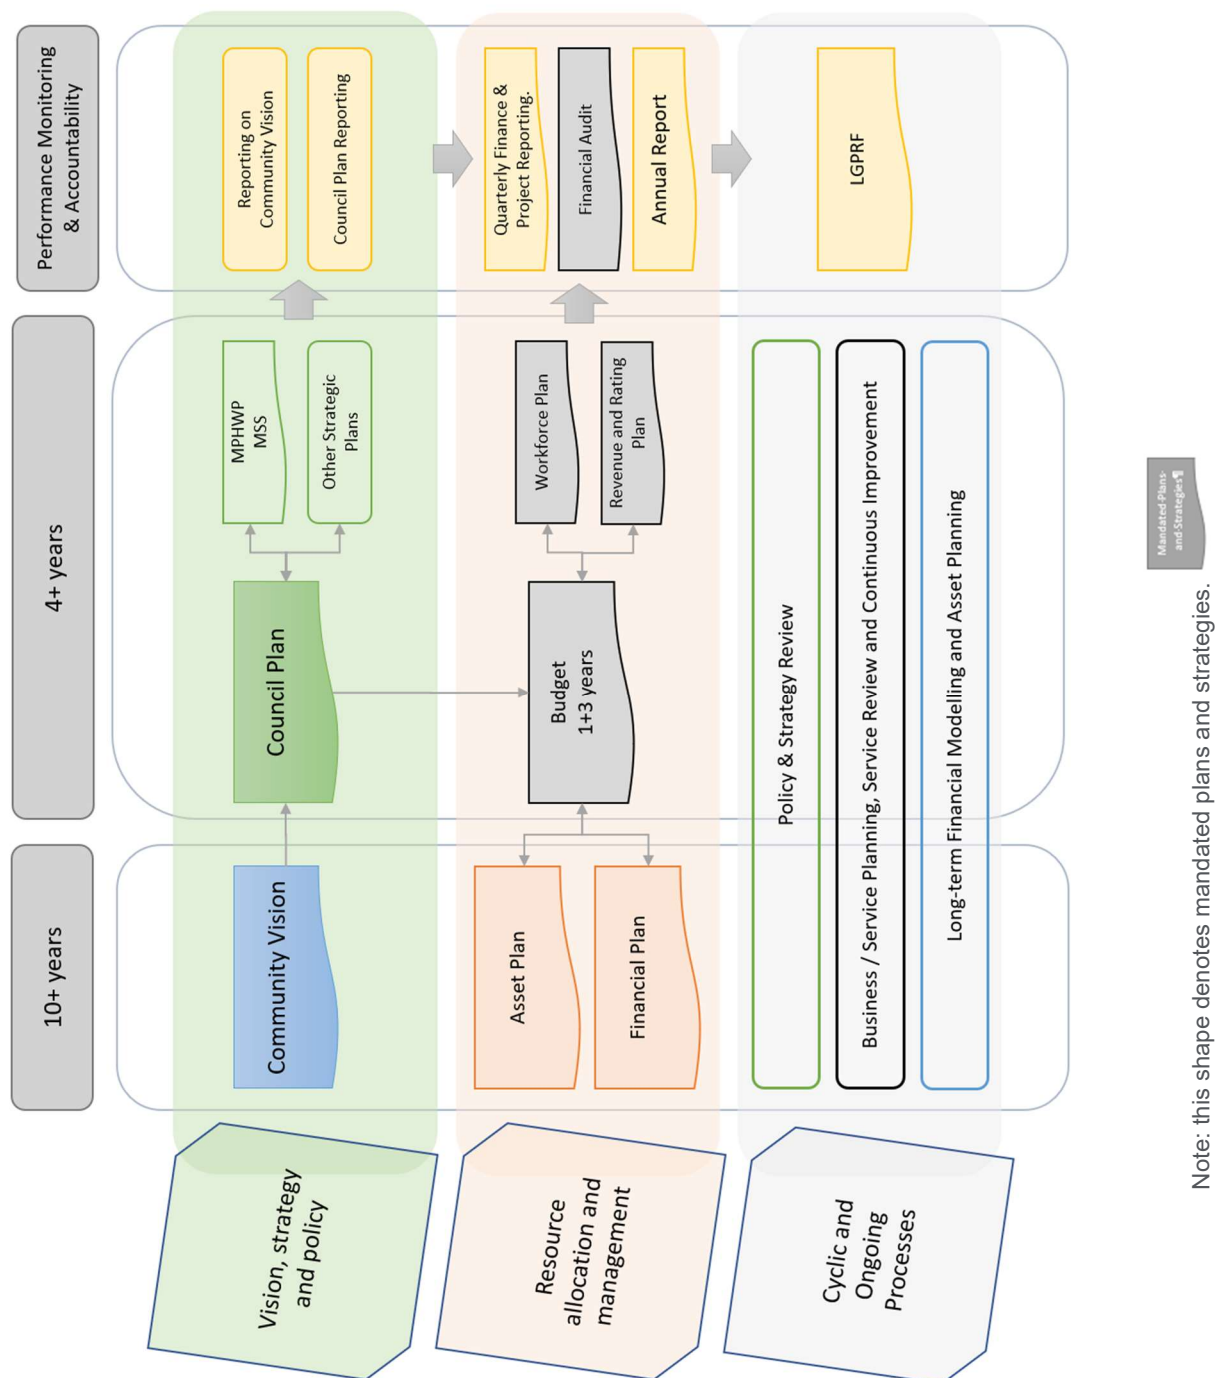 10+ years
4+ years
Performance Monitoring
& Accountability
Vision, strategy
and policy
Community Vision
Council Plan
MPHWP
MSS
Other Strategic
Plans
Reporting on
Community Vision
Council Plan Reporting
Resource
allocation and
management
Asset Plan
Financial Plan
Budget
1+3 years
Workforce Plan
Revenue and Rating
Plan
Quarterly Finance &
Project Reporting.
Financial Audit
Annual Report
Cyclic and
Ongoing
Processes
Policy & Strategy Review
Business / Service Planning, Service Review and Continuous Improvement
Long-term Financial Modelling and Asset Planning
LGPRF
Note: this shape denotes mandated plans and strategies.
Mandated·Plans·
and·Strategies¶